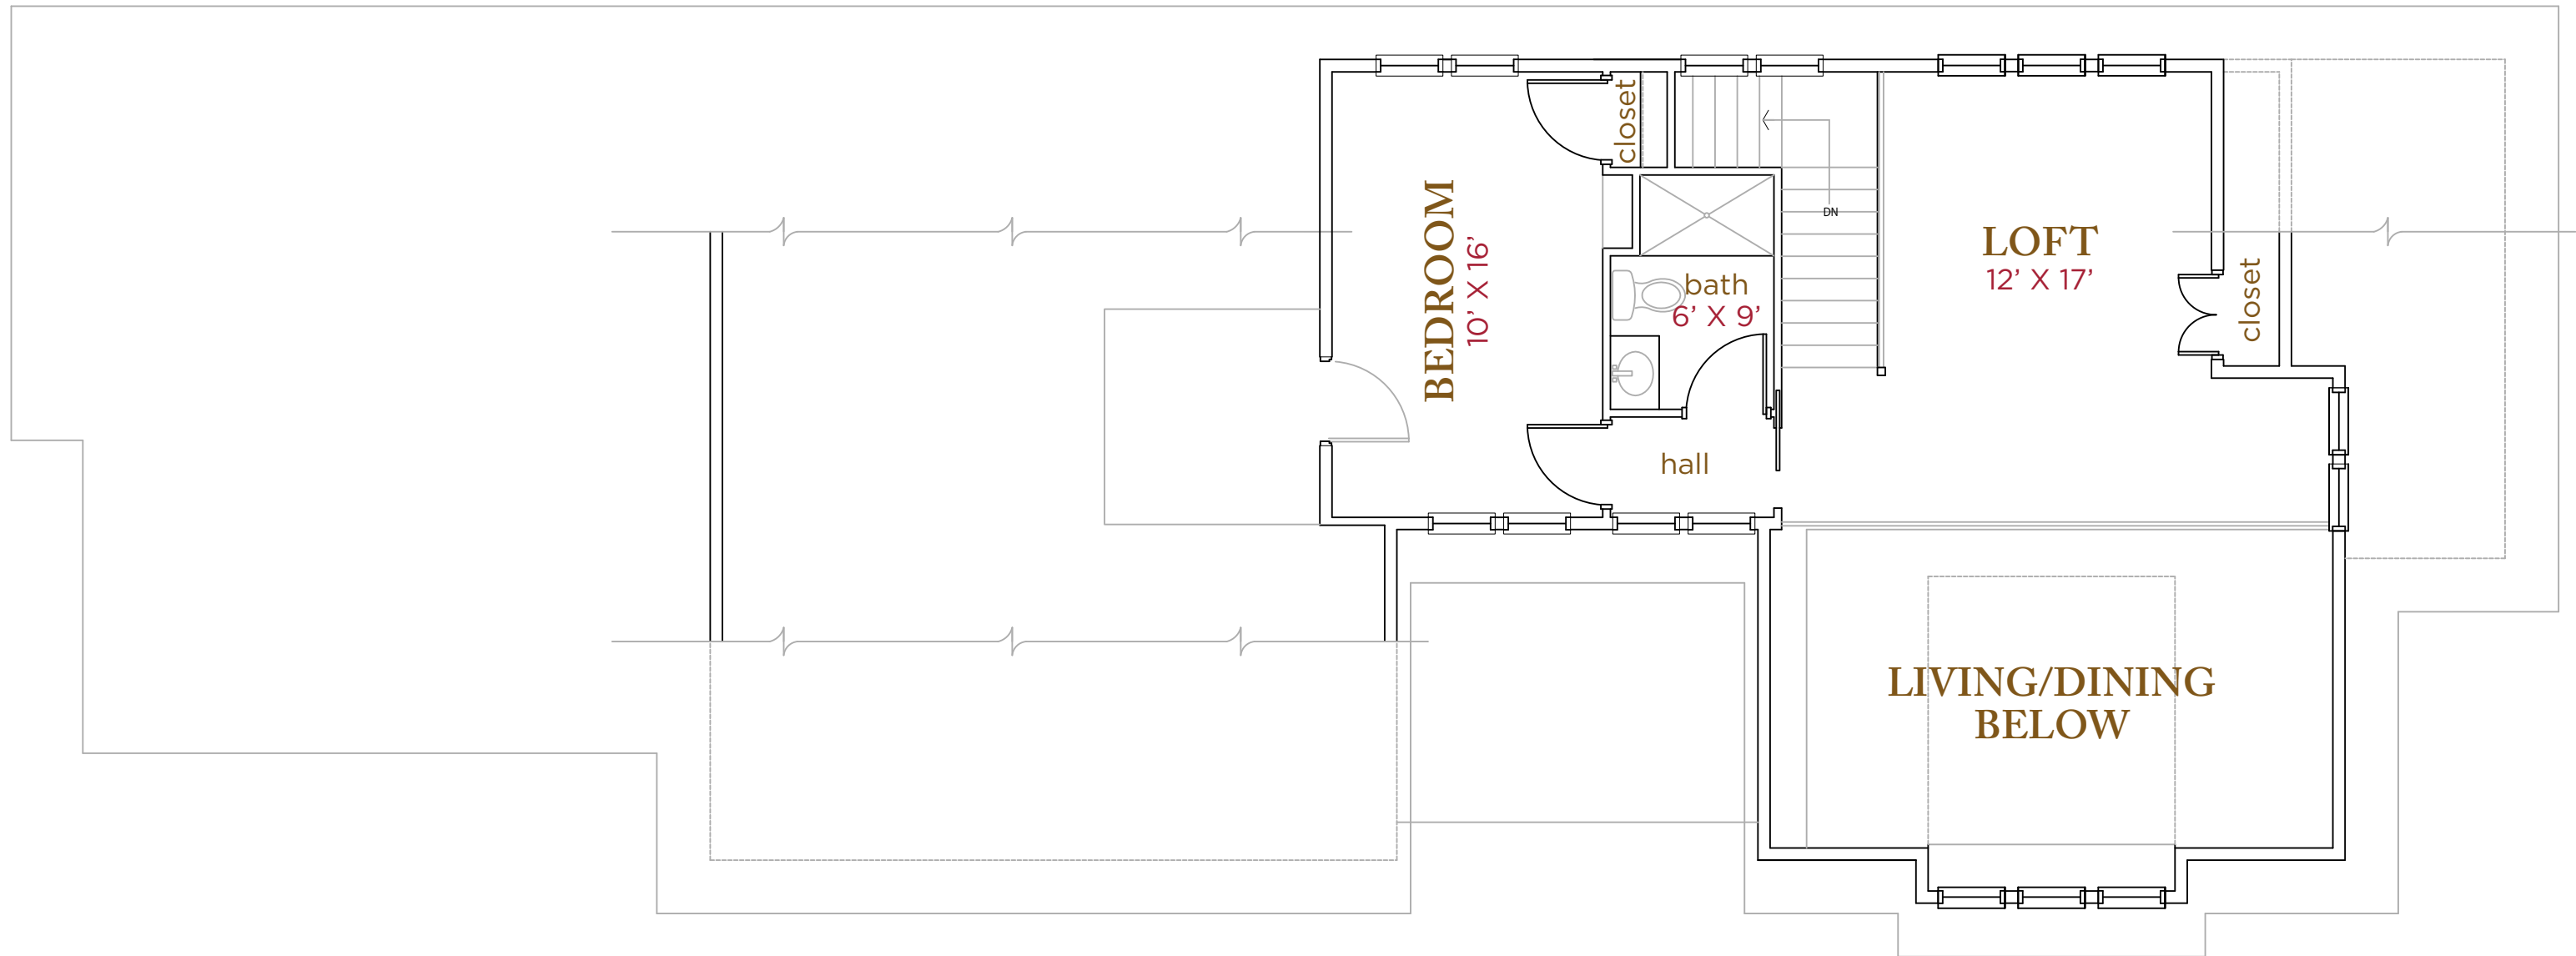 closet
BEDROOM
10’ X 16’
DN
LOFT
12’ X 17’
bath
6’ X 9’
closet
hall
LIVING/DINING
BELOW